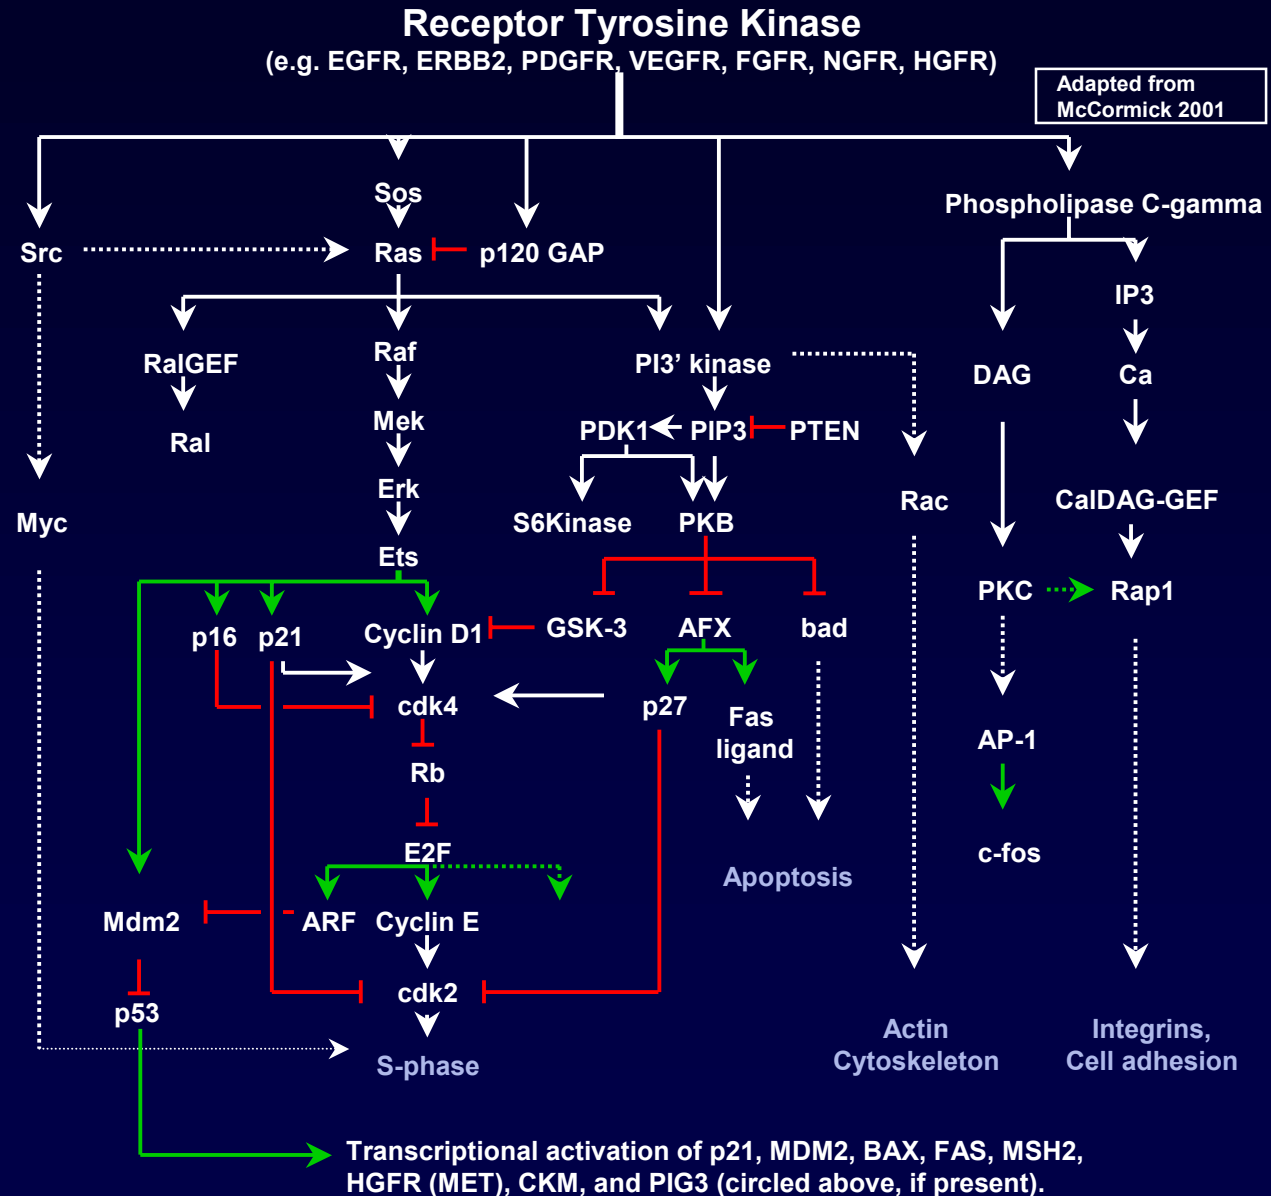 Receptor Tyrosine Kinase
(e.g. EGFR, ERBB2, PDGFR, VEGFR, FGFR, NGFR, HGFR)
Adapted from
McCormick 2001
Sos
Phospholipase C-gamma
Src
Ras
p120 GAP
IP3
RalGEF
Raf
PI3’ kinase
DAG
Ca
Ral
Mek
PDK1
PIP3
PTEN
Erk
Rac
CalDAG-GEF
Myc
S6Kinase
PKB
Ets
PKC
Rap1
p16
p21
Cyclin D1
GSK-3
AFX
bad
cdk4
p27
Fas
ligand
AP-1
Rb
E2F
c-fos
Apoptosis
Mdm2
ARF
Cyclin E
cdk2
p53
Actin
Cytoskeleton
Integrins,
Cell adhesion
S-phase
Transcriptional activation of p21, MDM2, BAX, FAS, MSH2,
HGFR (MET), CKM, and PIG3 (circled above, if present).